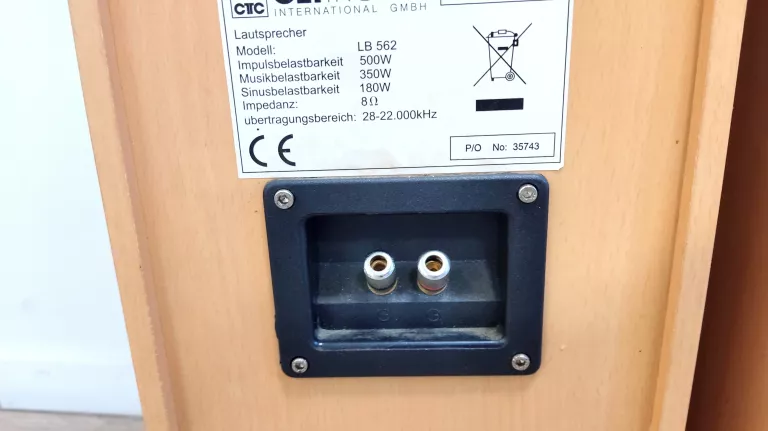 CTC
INTERNATIONAL GMBH
Lautsprecher
Modell: LB 562
Impulsbelastbarkeit 500W
Musikbelastbarkeit 350W
Sinusbelastbarkeit 180W
Impedanz: 8Ω
ubertragungsbereich: 28-22.000kHz
CE
P/O No: 35743